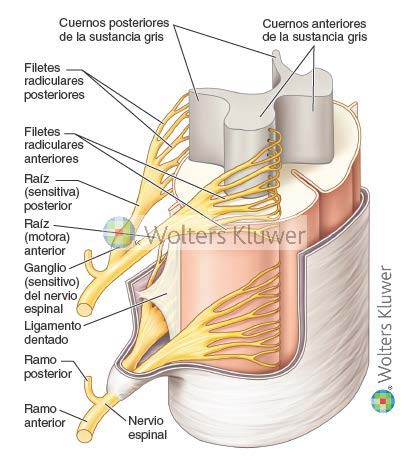 Cuernos posteriores
de la sustancia gris
Cuernos anteriores
de la sustancia gris
Filetes
radiculares
posteriores
Filetes
radiculares
anteriores
Raíz
(sensitiva)
posterior
Raíz
(motora)
anterior
Ganglio
(sensitivo)
del nervio
espinal
Ligamento
dentado
Ramo
posterior
Ramo
anterior
Nervio
espinal
Wolters Kluwer
Wolters Kluwer